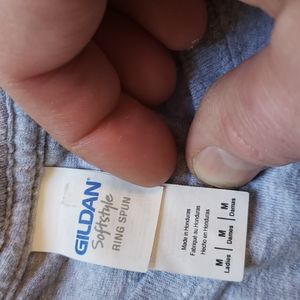 GILDAN®
Softstyle
RING SPUN
Made in Honduras
Fabriqué au Honduras
Hecho en Honduras
M M M
Ladies Dames Damas